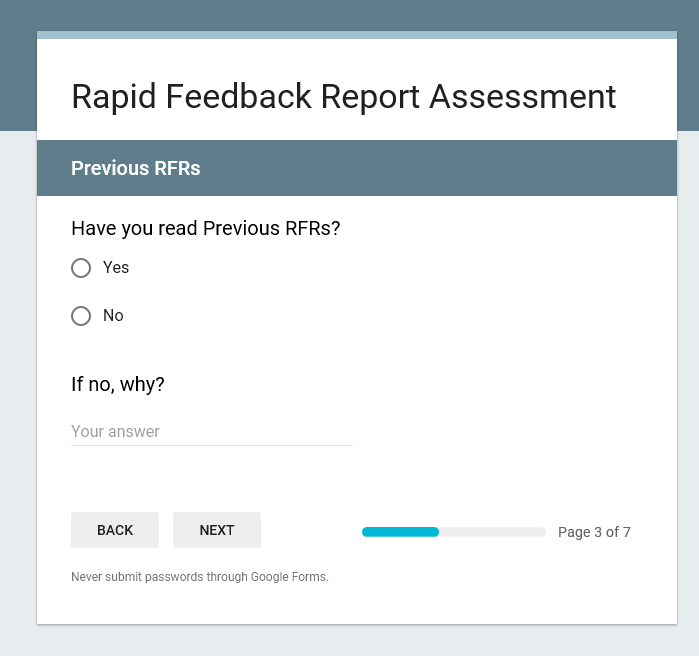 Rapid Feedback Report Assessment
Previous RFRs
Have you read Previous RFRs?
Yes
No
If no, why?
Your answer
BACK NEXT Page 3 of 7
Never submit passwords through Google Forms.